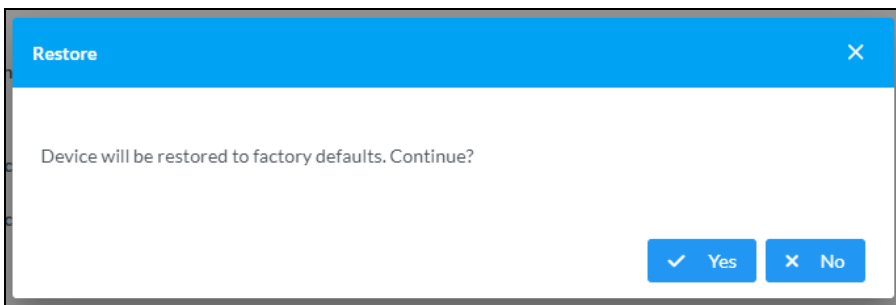 Restore
Device will be restored to factory defaults. Continue?
Yes
No